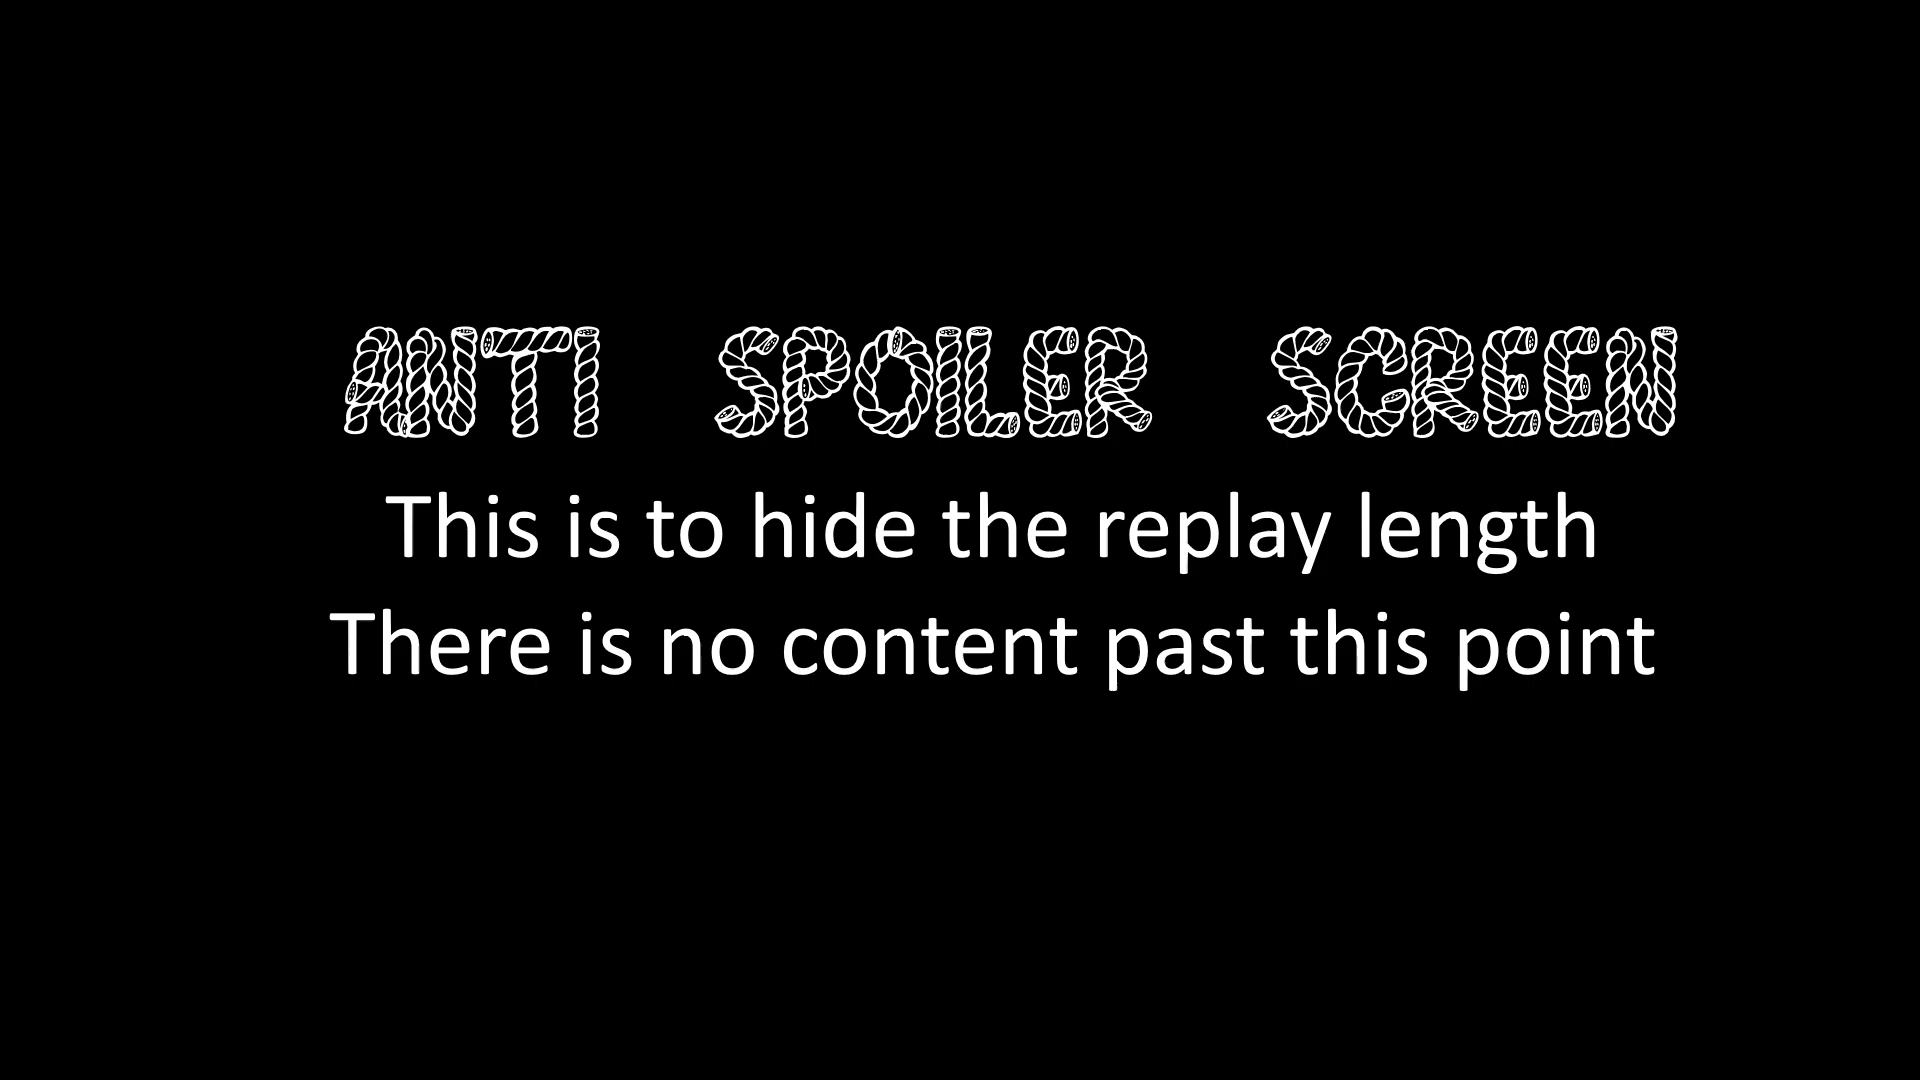 ANTI SPOILER SCREEN
This is to hide the replay length
There is no content past this point